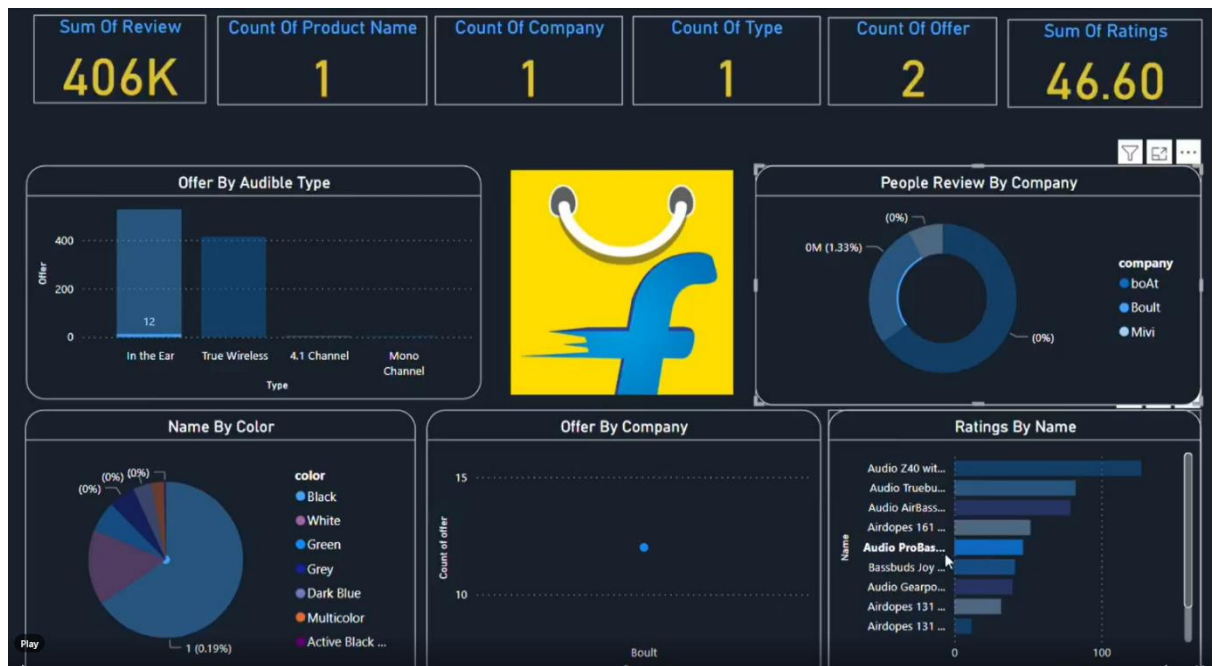 Sum Of Review
406K
Count Of Product Name
1
Count Of Company
1
Count Of Type
1
Count Of Offer
2
Sum Of Ratings
46.60
Offer By Audible Type
Offer
400
200
0
12
In the Ear
True Wireless
4.1 Channel
Mono
Channel
Type
f
People Review By Company
(0%)
0M (1.33%)
(0%)
company
boAt
Boult
Mivi
Name By Color
(0%)
(0%)
(0%)
1 (0.19%)
color
Black
White
Green
Grey
Dark Blue
Multicolor
Active Black ...
Play
Offer By Company
Count of offer
15
10
Boult
Ratings By Name
Name
Audio Z40 wit...
Audio Truebu...
Audio AirBass...
Airdopes 161 ...
Audio ProBas...
Bassbuds Joy ...
Audio Gearpo...
Airdopes 131 ...
Airdopes 131 ...
0
100